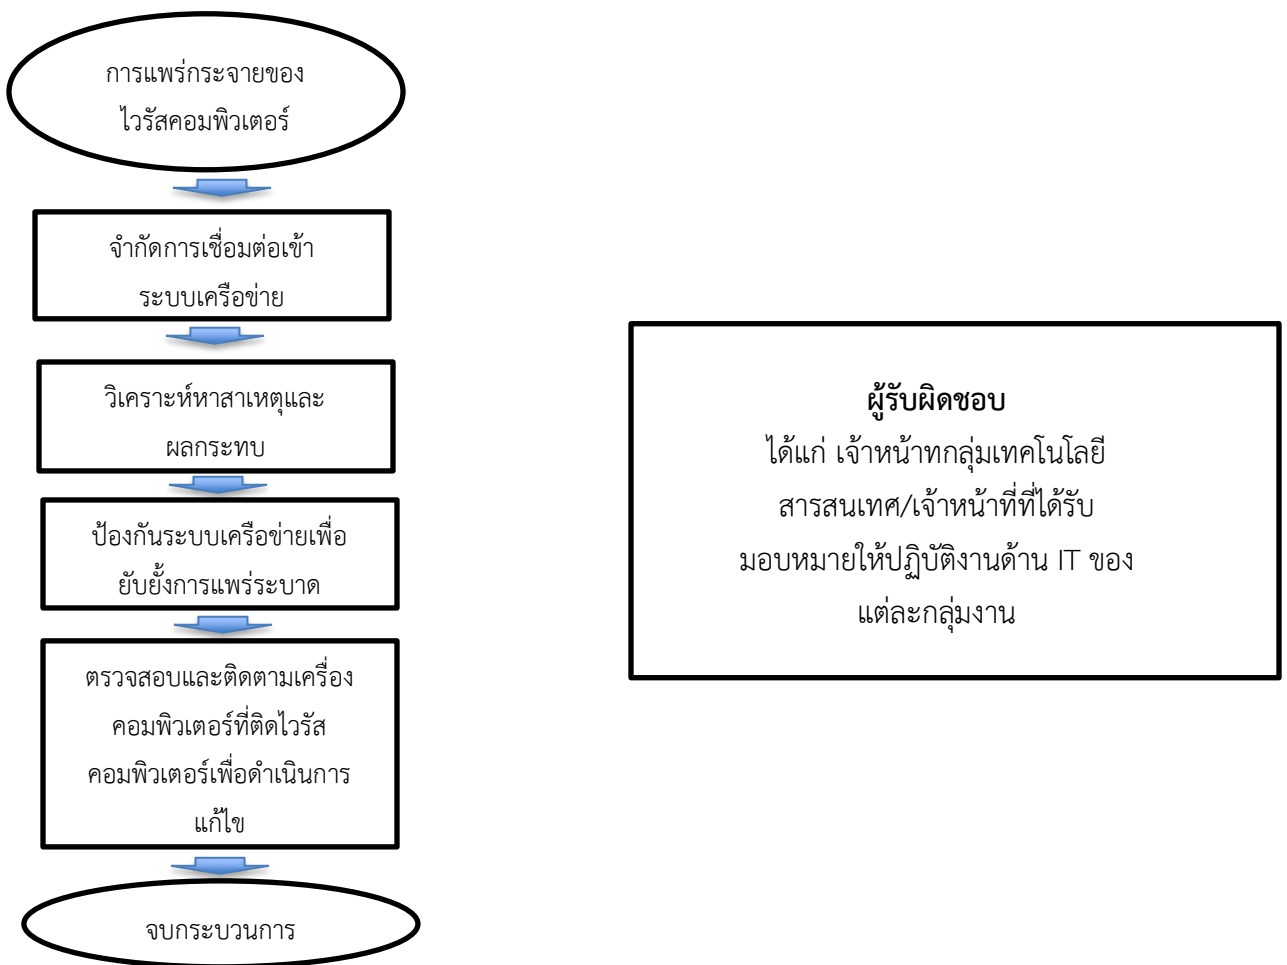 การแพร่กระจายของ
ไวรัสคอมพิวเตอร์
จำกัดการเชื่อมต่อเข้า
ระบบเครือข่าย
วิเคราะห์หาสาเหตุและ
ผลกระทบ
ป้องกันระบบเครือข่ายเพื่อ
ยับยั้งการแพร่ระบาด
ตรวจสอบและติดตามเครื่อง
คอมพิวเตอร์ที่ติดไวรัส
คอมพิวเตอร์เพื่อดำเนินการ
แก้ไข
จบกระบวนการ
ผู้รับผิดชอบ
ได้แก่ เจ้าหน้าทกลุ่มเทคโนโลยี
สารสนเทศ/เจ้าหน้าที่ที่ได้รับ
มอบหมายให้ปฏิบัติงานด้าน IT ของ
แต่ละกลุ่มงาน